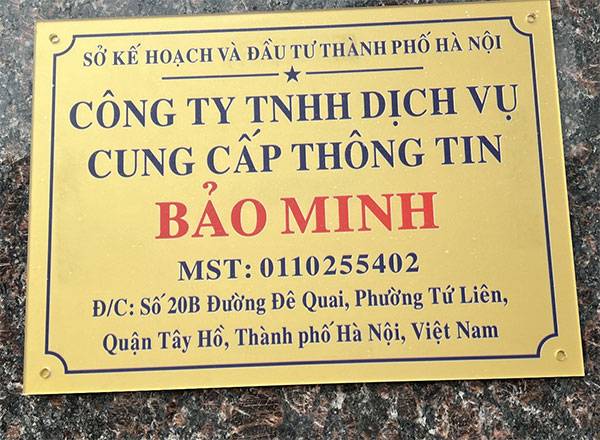 SỞ KẾ HOẠCH VÀ ĐẦU TƯ THÀNH PHỐ HÀ NỘI
CÔNG TY TNHH DỊCH VỤ
CUNG CẤP THÔNG TIN
BẢO MINH
MST: 0110255402
Đ/C: Số 20B Đường Đê Quai, Phường Tứ Liên,
Quận Tây Hồ, Thành phố Hà Nội, Việt Nam